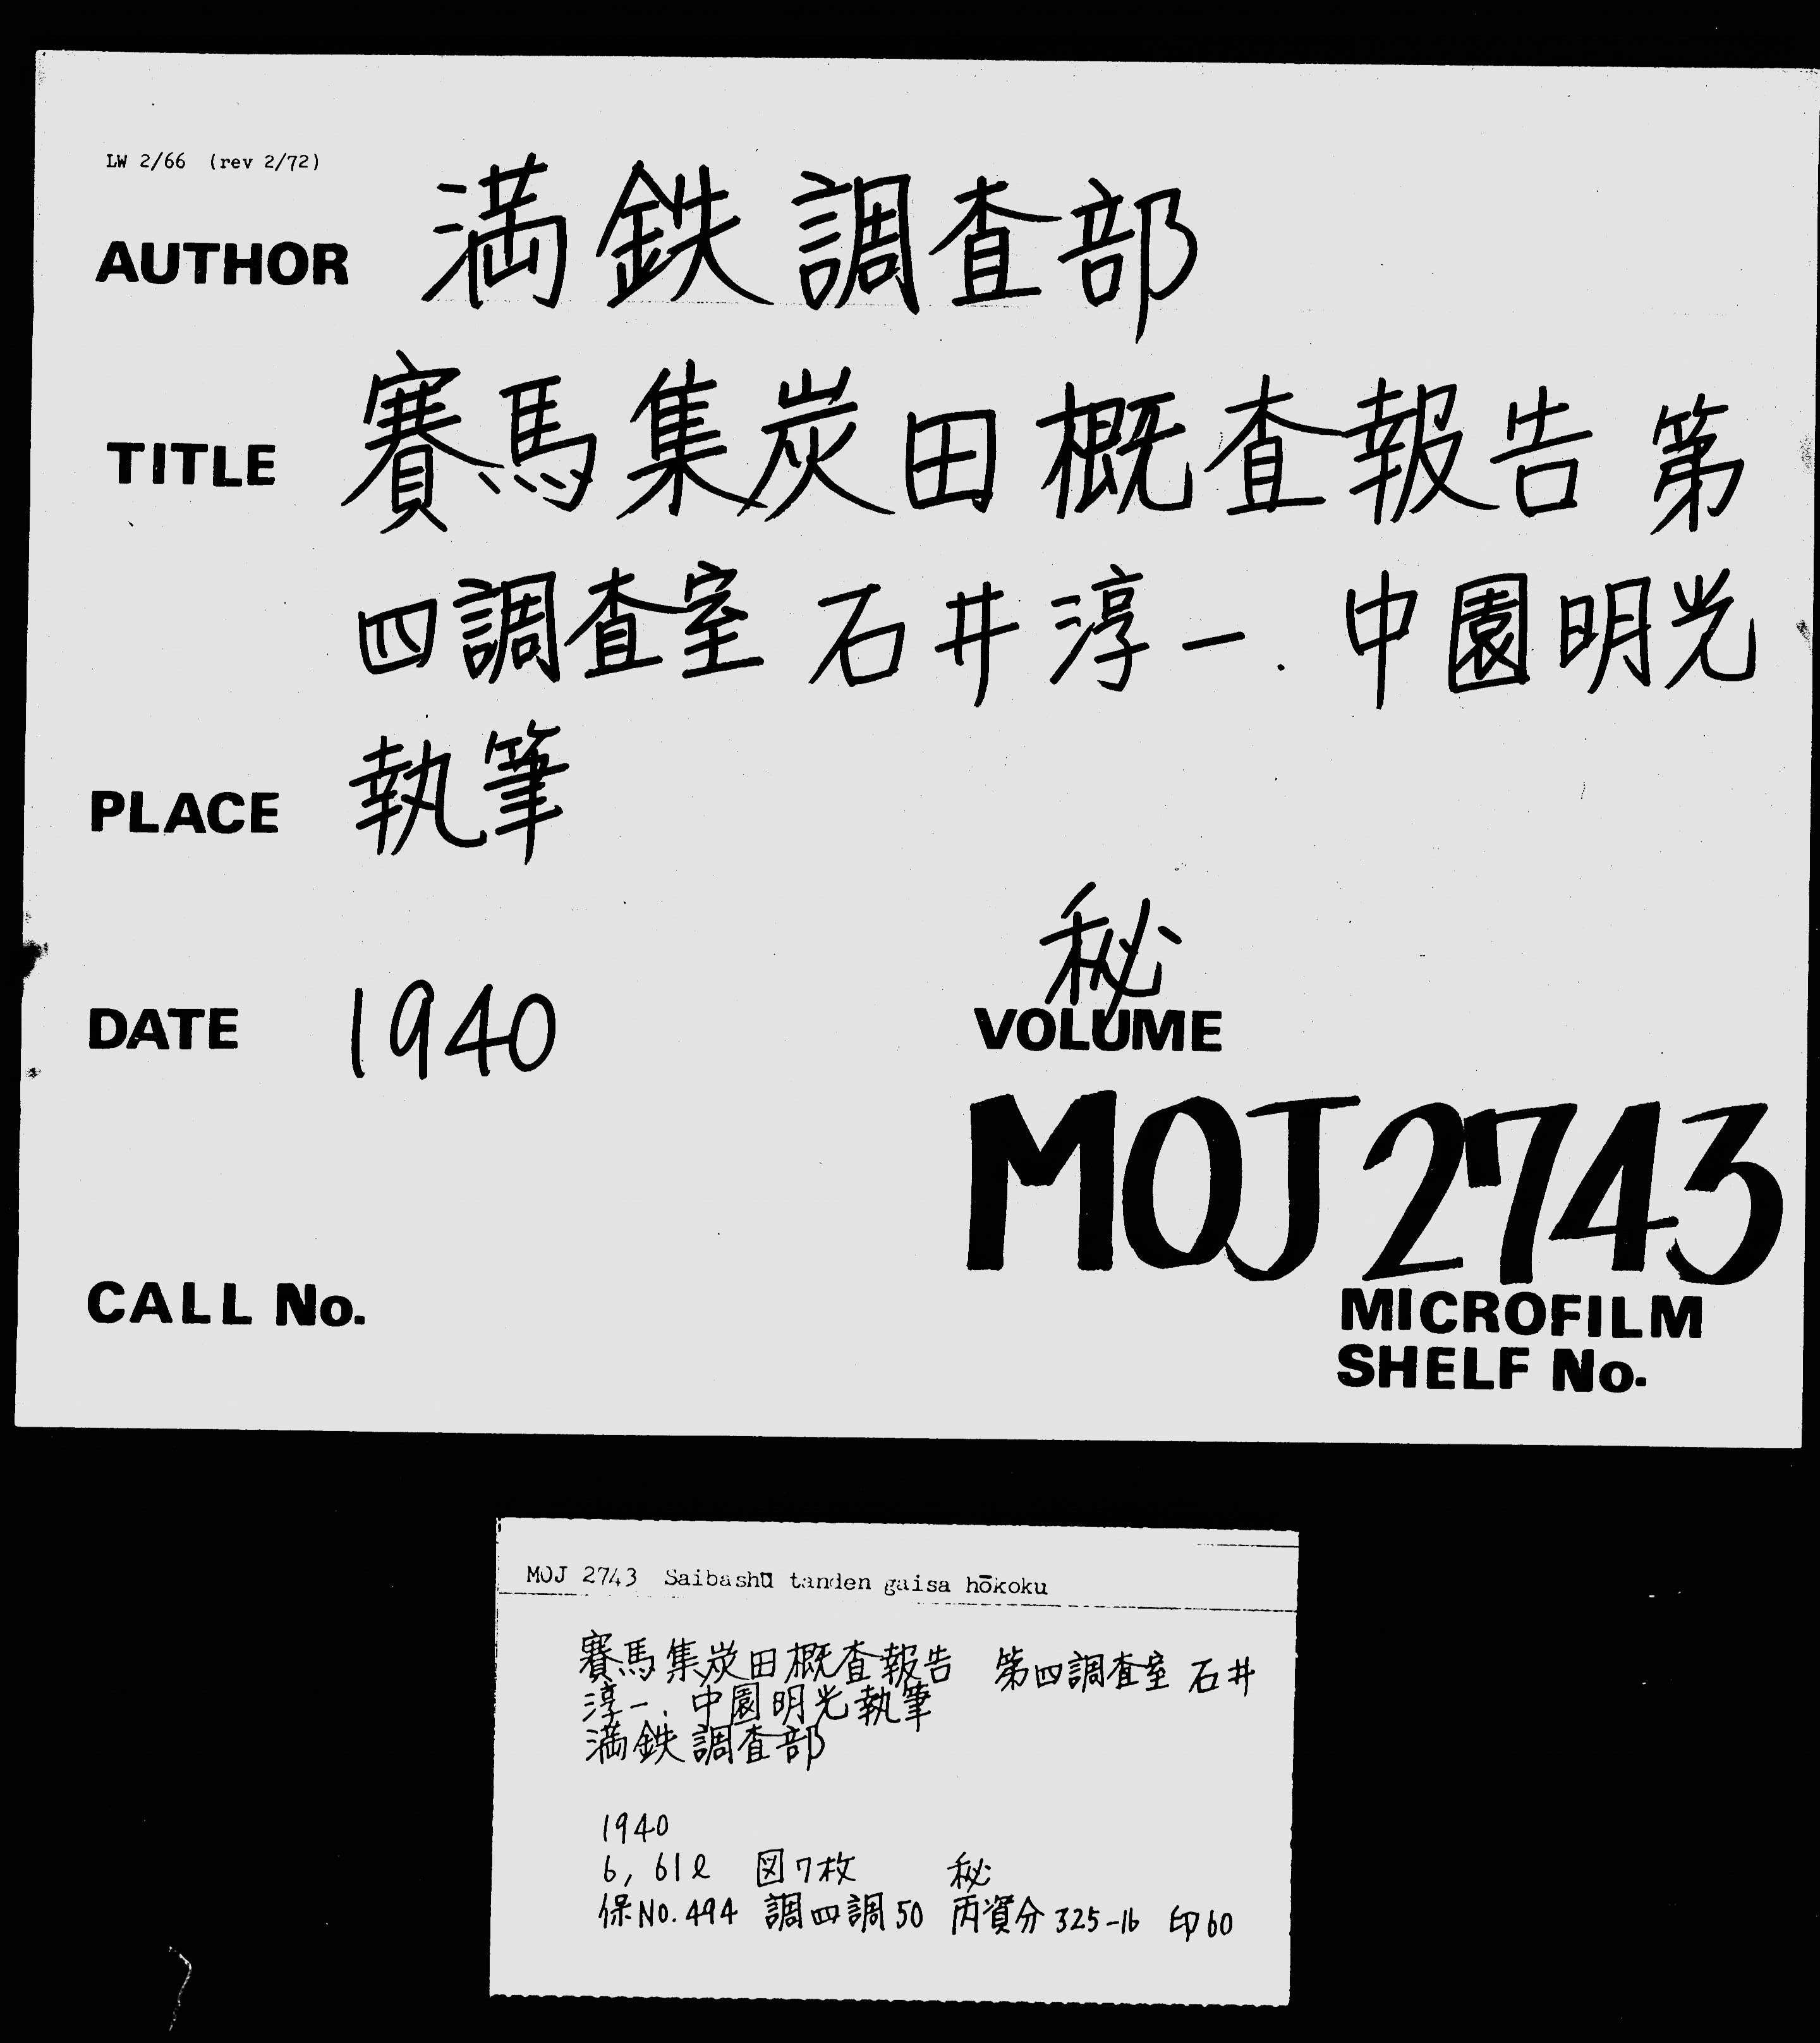 LW 2/66 (rev 2/72)
AUTHOR 満鉄調査部
TITLE 賽馬集炭田概査報告 第
四調査室 石井淳一. 中園明光
PLACE 執筆
秘
DATE 1940 VOLUME
MOJ 2743
CALL No. MICROFILM
SHELF No.
MOJ 2743 Saibashū tanden gaisa hōkoku
賽馬集炭田概査報告 第四調査室 石井
淳一. 中園明光執筆
満鉄調査部
1940
6, 61ℓ 図7枚 秘
保No.494 調四調50 丙資分325-16 印60